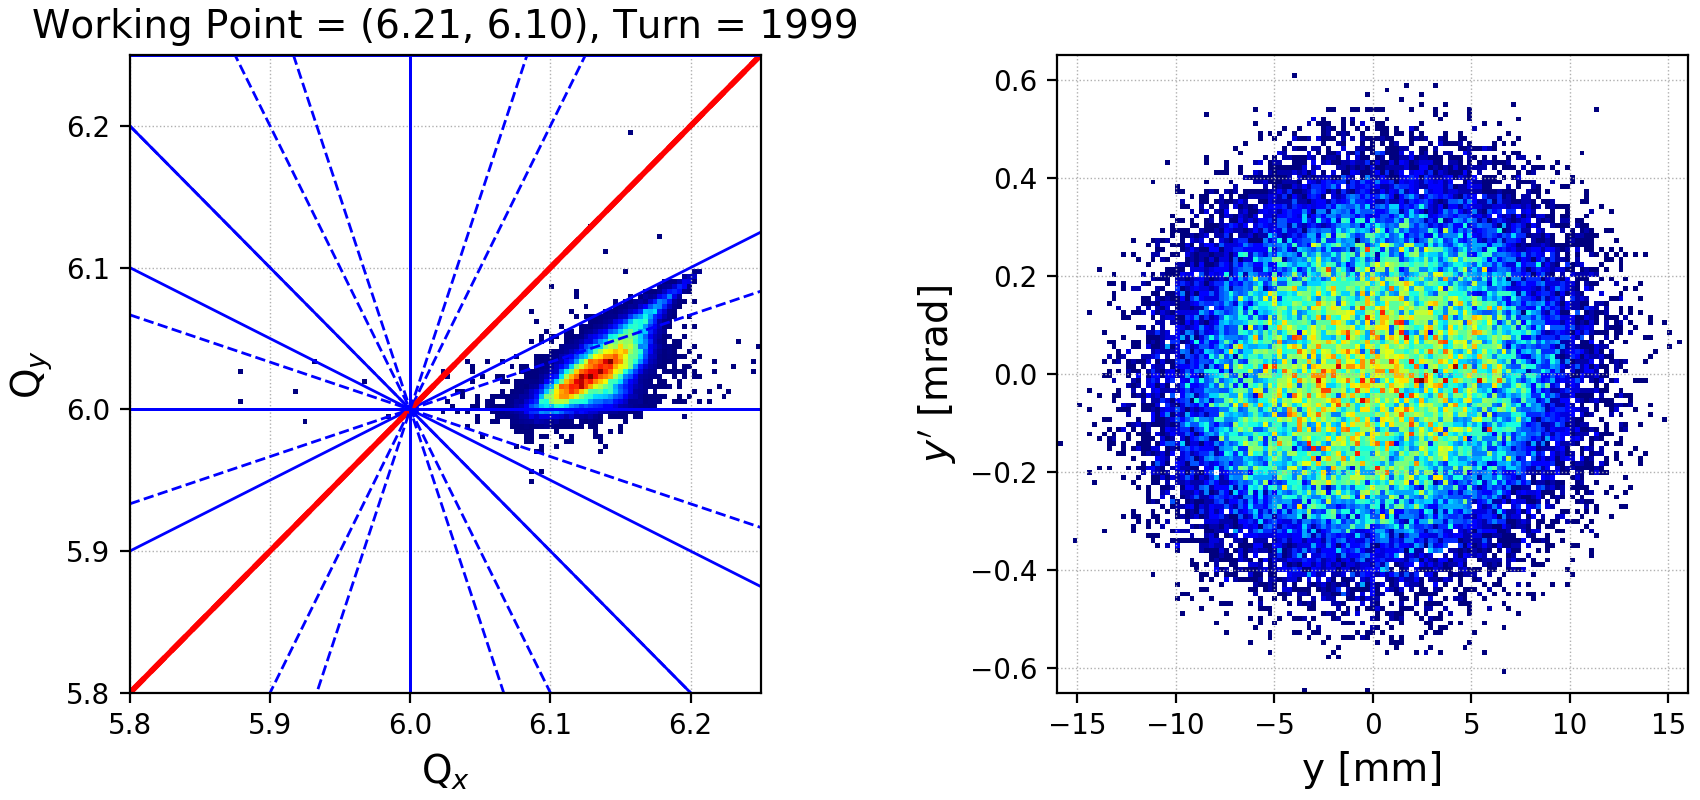 Working Point = (6.21, 6.10), Turn = 1999
6.2
6.1
6.0
5.9
5.8
Q_y
5.8 5.9 6.0 6.1 6.2
Q_x
0.6
0.4
0.2
0.0
−0.2
−0.4
−0.6
y′ [mrad]
−15 −10 −5 0 5 10 15
y [mm]